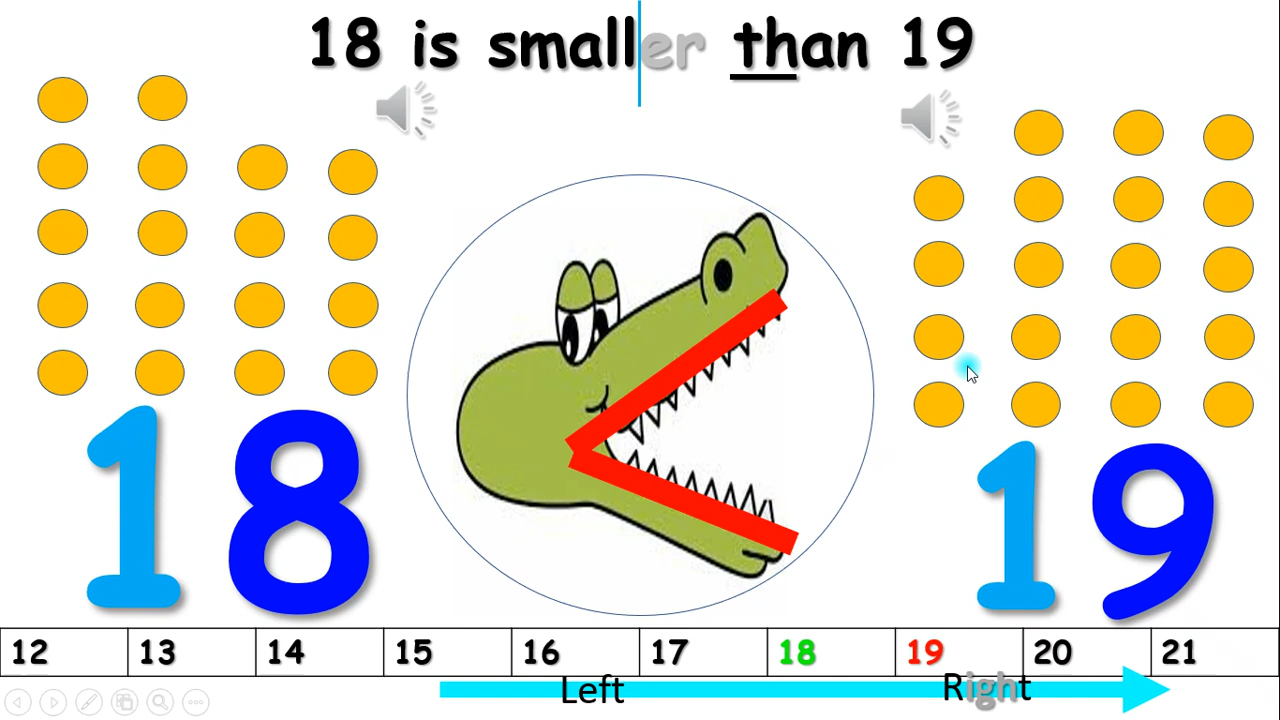 18 is smaller than 19
18
19
12 13 14 15 16 17 18 19 20 21
Left Right